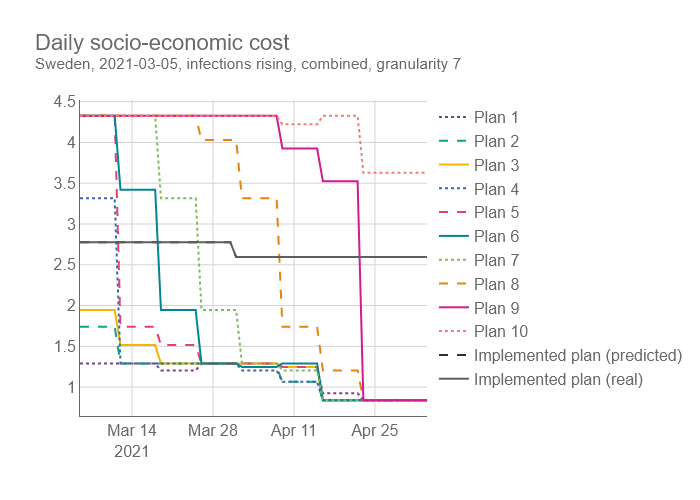 Daily socio-economic cost
Sweden, 2021-03-05, infections rising, combined, granularity 7
4.5
4
3.5
3
2.5
2
1.5
1
Mar 14
2021
Mar 28
Apr 11
Apr 25
Plan 1
Plan 2
Plan 3
Plan 4
Plan 5
Plan 6
Plan 7
Plan 8
Plan 9
Plan 10
Implemented plan (predicted)
Implemented plan (real)